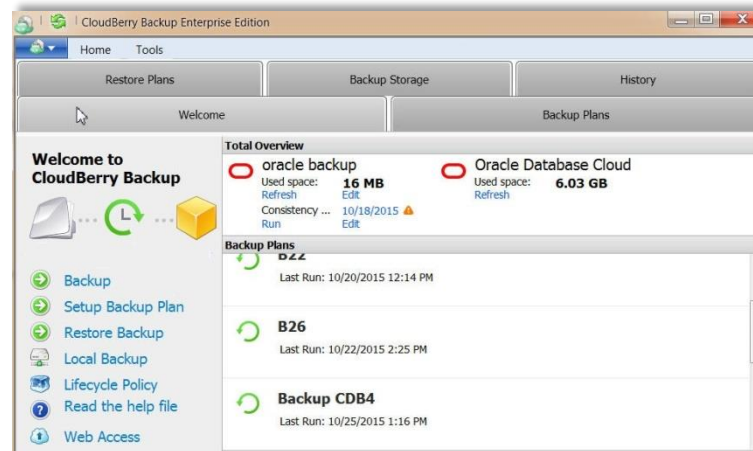 CloudBerry Backup Enterprise Edition
Home Tools
Restore Plans Backup Storage History
Welcome Backup Plans
Welcome to
CloudBerry Backup
Backup
Setup Backup Plan
Restore Backup
Local Backup
Lifecycle Policy
Read the help file
Web Access
Total Overview
oracle backup
Used space: 16 MB
Refresh Edit
Consistency ... 10/18/2015
Run Edit
Oracle Database Cloud
Used space: 6.03 GB
Refresh
Backup Plans
B22
Last Run: 10/20/2015 12:14 PM
B26
Last Run: 10/22/2015 2:25 PM
Backup CDB4
Last Run: 10/25/2015 1:16 PM